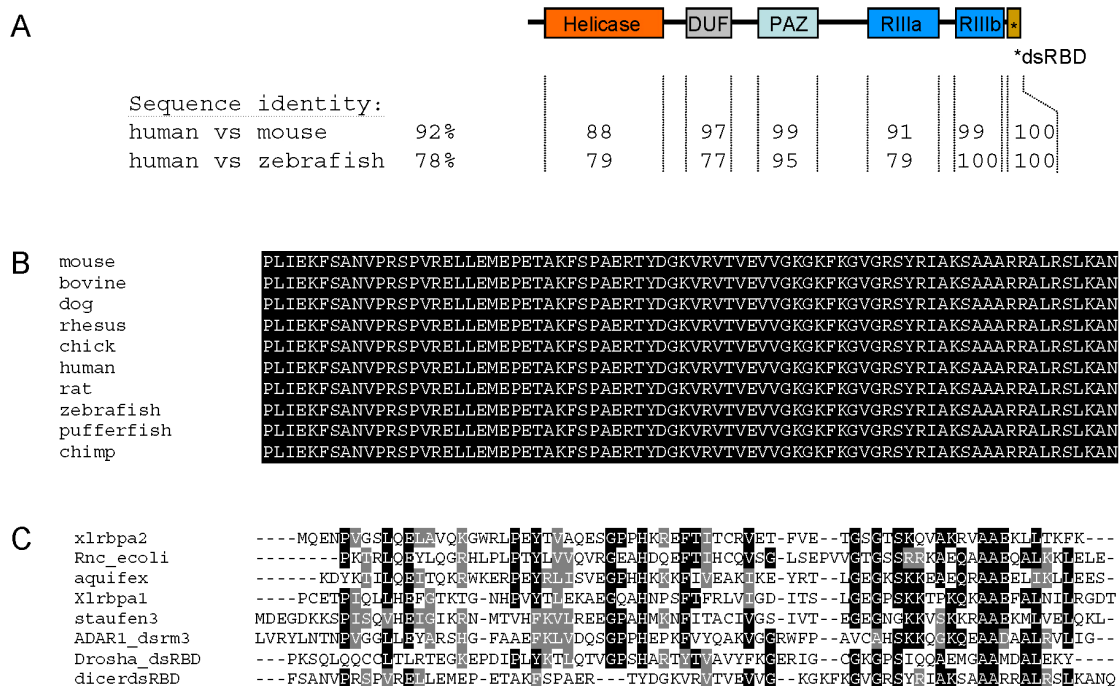 A
Helicase DUF PAZ RIIIa RIIIb *
*dsRBD
Sequence identity:
human vs mouse 92% 88 97 99 91 99 100
human vs zebrafish 78% 79 77 95 79 100 100
B
mouse PLIEKFSANVPRSPVRELLEMEPETAKFSPAERTYDGKVRVTVEVVGKGKFKGVGRSYRIAKSAAARRALRSLKAN
bovine PLIEKFSANVPRSPVRELLEMEPETAKFSPAERTYDGKVRVTVEVVGKGKFKGVGRSYRIAKSAAARRALRSLKAN
dog PLIEKFSANVPRSPVRELLEMEPETAKFSPAERTYDGKVRVTVEVVGKGKFKGVGRSYRIAKSAAARRALRSLKAN
rhesus PLIEKFSANVPRSPVRELLEMEPETAKFSPAERTYDGKVRVTVEVVGKGKFKGVGRSYRIAKSAAARRALRSLKAN
chick PLIEKFSANVPRSPVRELLEMEPETAKFSPAERTYDGKVRVTVEVVGKGKFKGVGRSYRIAKSAAARRALRSLKAN
human PLIEKFSANVPRSPVRELLEMEPETAKFSPAERTYDGKVRVTVEVVGKGKFKGVGRSYRIAKSAAARRALRSLKAN
rat PLIEKFSANVPRSPVRELLEMEPETAKFSPAERTYDGKVRVTVEVVGKGKFKGVGRSYRIAKSAAARRALRSLKAN
zebrafish PLIEKFSANVPRSPVRELLEMEPETAKFSPAERTYDGKVRVTVEVVGKGKFKGVGRSYRIAKSAAARRALRSLKAN
pufferfish PLIEKFSANVPRSPVRELLEMEPETAKFSPAERTYDGKVRVTVEVVGKGKFKGVGRSYRIAKSAAARRALRSLKAN
chimp PLIEKFSANVPRSPVRELLEMEPETAKFSPAERTYDGKVRVTVEVVGKGKFKGVGRSYRIAKSAAARRALRSLKAN
C
xlrbpa2 ----MQENPVGSLQELAVQKGWRLPEYTVAQESGPPHKREFTITCRVET-FVE--TGSGTSKQVAKRVAAEKLLTKFK---
Rnc_ecoli --------PKTRLQEYLQGRHLPLPTYLVVQVRGEAHDQEFTIHCQVSG-LSEPVVGTGSSRRKAEQAAAEQALKKLELE-
aquifex ------KDYKTILQEITQKRWKERPEYRLISVEGPHHKKKFIVEAKIKE-YRT--LGEGKSKKEAEQRAAEELIKLLEES-
Xlrbpa1 ----PCETPIQLLHEFGTKTG-NHPVYTLEKAEGQAHNPSFTFRLVIGD-ITS--LGEGPSKKTPKQKAAEFALNILRGDT
staufen3 MDEGDKKSPISQVHEIGIKRN-MTVHFKVLREEGPAHMKNFITACIVGS-IVT--EGEGNGKKVSKKRAAEKMLVELQKL-
ADAR1_dsrm3 LVRYLNTNPVGGLLEYARSHG-FAAEFKLVDQSGPPHEPKFVYQAKVGGRWFP--AVCAHSKKQGKQEAADAALRVLIG--
Drosha_dsRBD ---PKSQLQQCCLTLRTEGKEPDIPLYKTLQTVGPSHARTYTVAVYFKGERIG--CGKGPSIQQAEMGAAMDALEKY----
dicerdsRBD ---FSANVPRSPVRELLEMEP-ETAKFSPAER---TYDGKVRVTVEVVG--KGKFKGVGRSYRIAKSAAARRALRSLKANQ